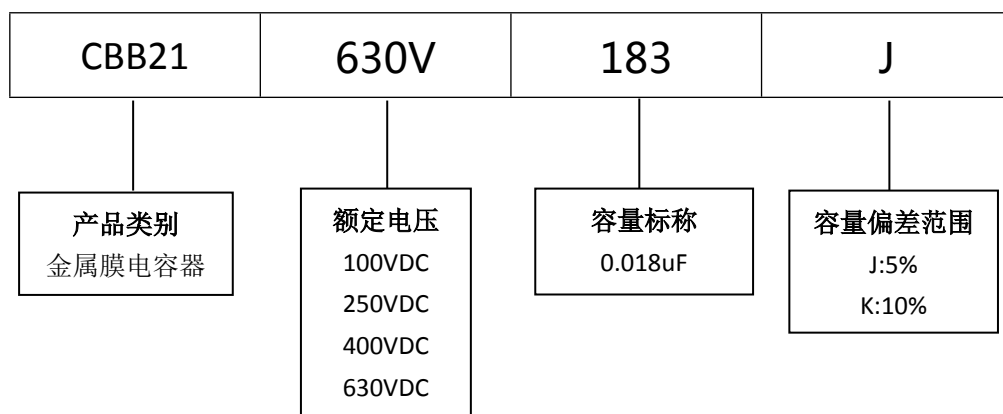 CBB21 630V 183 J
产品类别
金属膜电容器
额定电压
100VDC
250VDC
400VDC
630VDC
容量标称
0.018uF
容量偏差范围
J:5%
K:10%